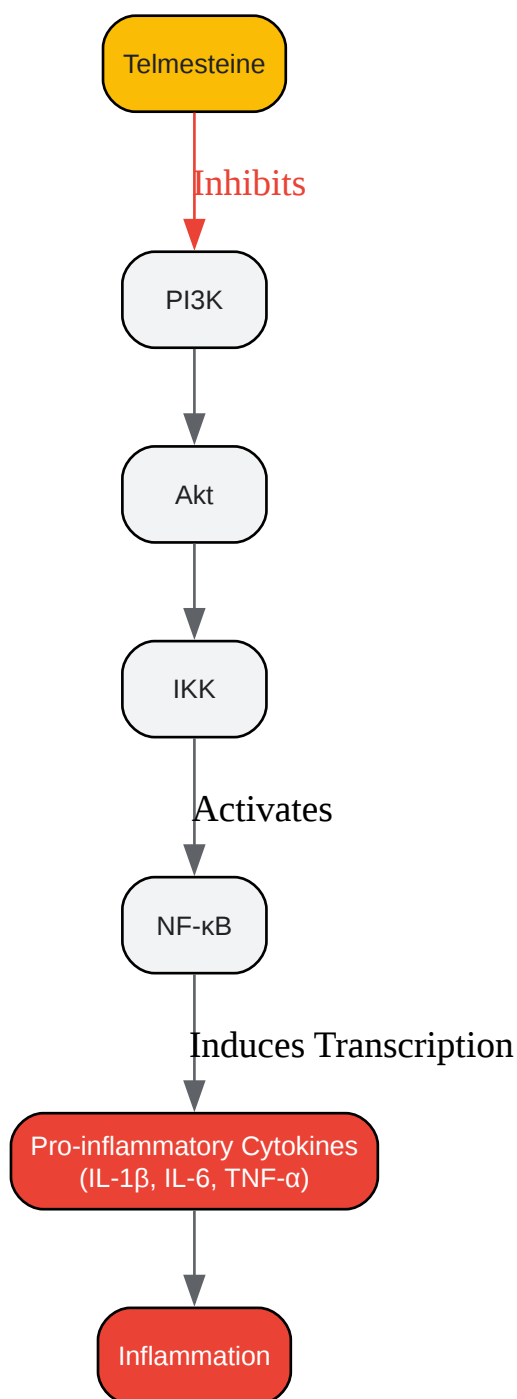 Telmesteine
Inhibits
PI3K
Akt
IKK
Activates
NF-κB
Induces Transcription
Pro-inflammatory Cytokines
(IL-1β, IL-6, TNF-α)
Inflammation